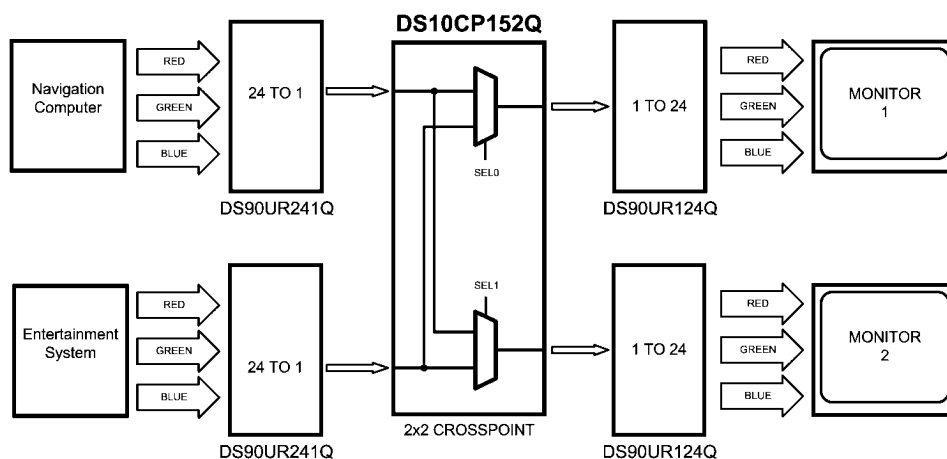 DS10CP152Q
Navigation
Computer
RED
GREEN
BLUE
24 TO 1
DS90UR241Q
SEL0
1 TO 24
DS90UR124Q
RED
GREEN
BLUE
MONITOR
1
Entertainment
System
RED
GREEN
BLUE
24 TO 1
DS90UR241Q
SEL1
2x2 CROSSPOINT
1 TO 24
DS90UR124Q
RED
GREEN
BLUE
MONITOR
2